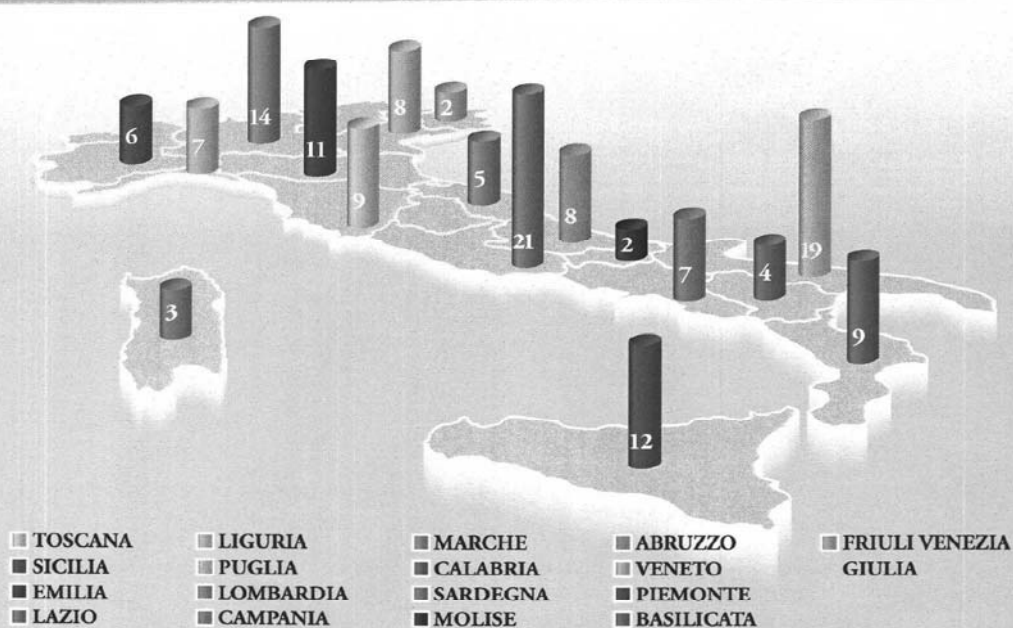 14
8
2
6
7
11
5
9
8
21
2
7
4
19
3
9
12
TOSCANA
SICILIA
EMILIA
LAZIO
LIGURIA
PUGLIA
LOMBARDIA
CAMPANIA
MARCHE
CALABRIA
SARDEGNA
MOLISE
ABRUZZO
VENETO
PIEMONTE
BASILICATA
FRIULI VENEZIA
GIULIA